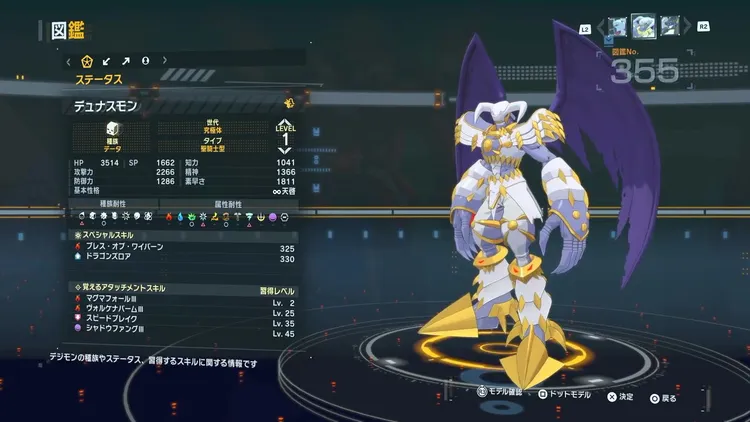 図鑑
L2
R2
図鑑No.
355
ステータス
デュナスモン
種族
データ
世代
究極体
タイプ
聖騎士型
LEVEL
1
HP 3514 SP 1662 知力 1041
攻撃力 2266 精神 1366
防御力 1286 素早さ 1811
基本性格 天啓
種族耐性 属性耐性
スペシャルスキル
ブレス・オブ・ワイバーン 325
ドラゴンズロア 330
覚えるアタッチメントスキル 習得レベル
マグマフォールIII Lv. 2
ヴォルケナパームIII Lv. 25
スピードブレイク Lv. 35
シャドウファングIII Lv. 45
デジモンの種族やステータス、習得するスキルに関する情報です
モデル確認 ドットモデル 決定 戻る